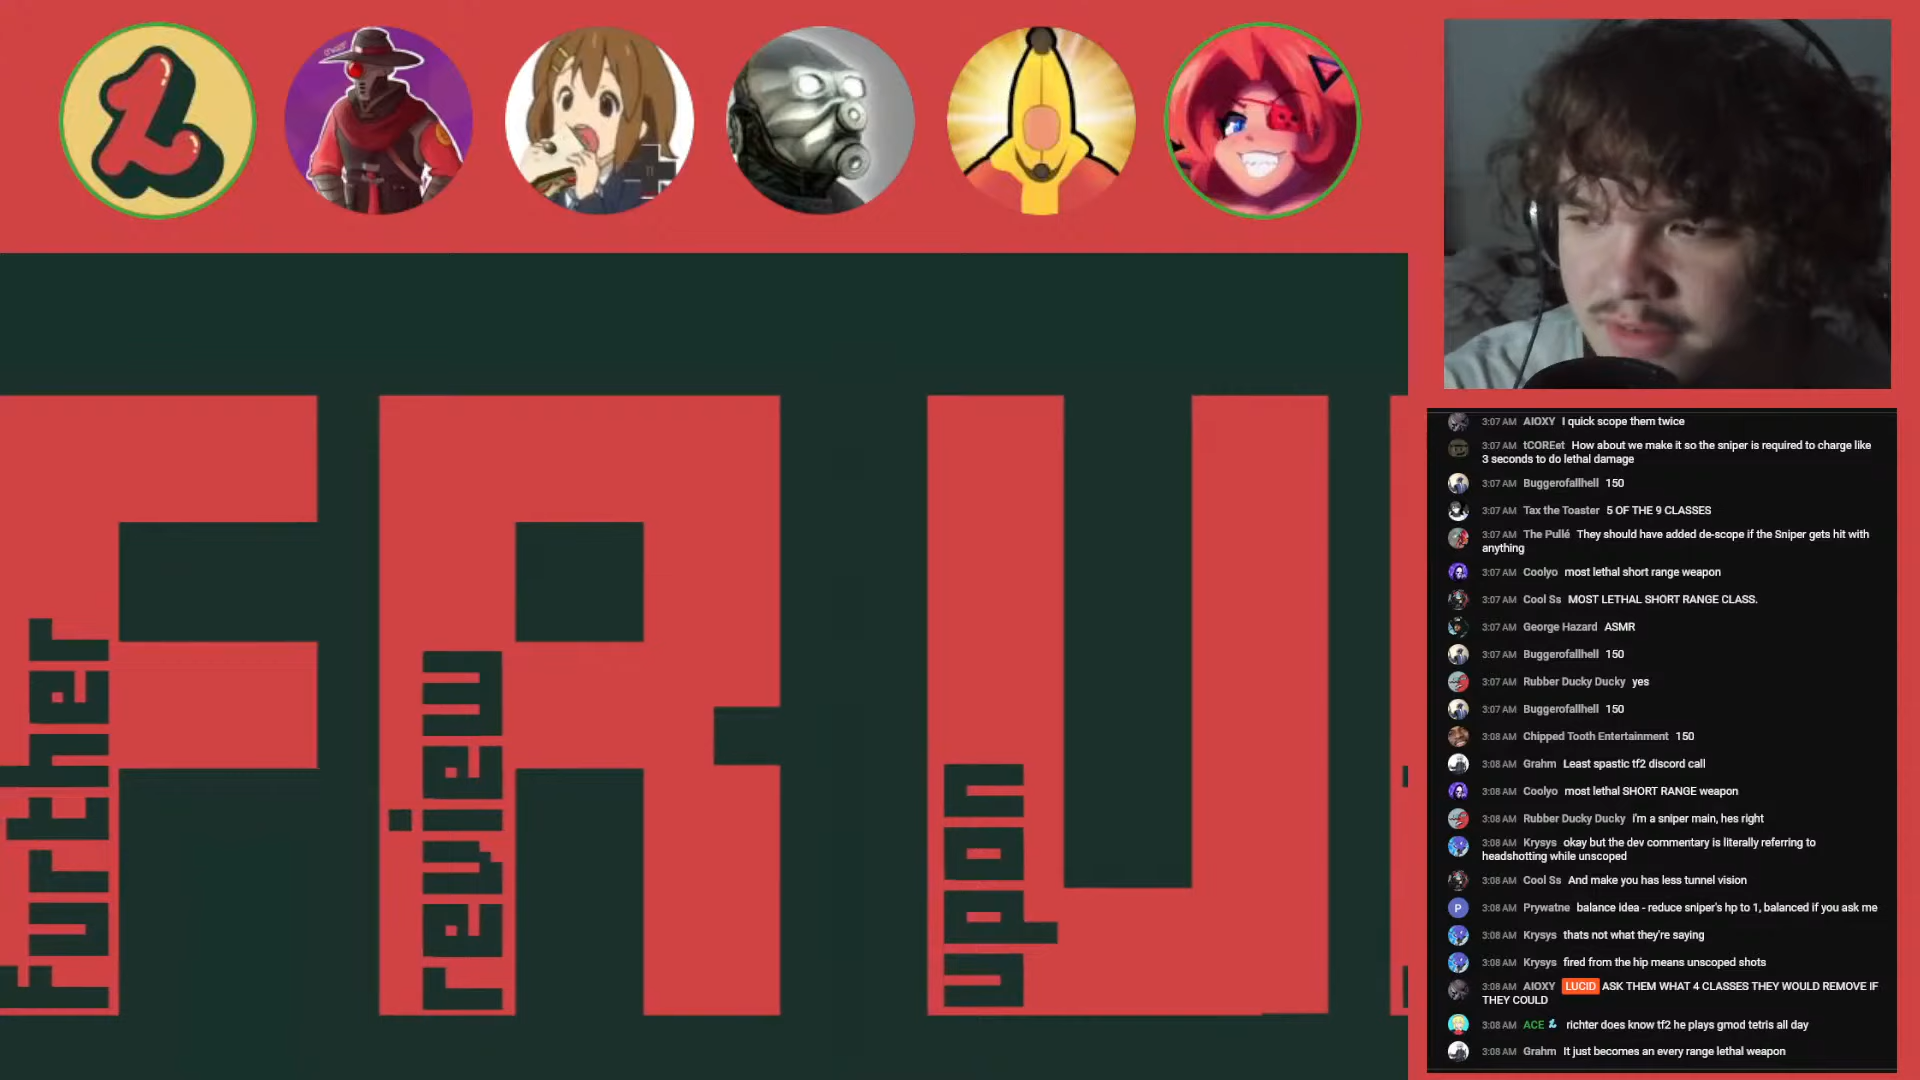 FRU
further
review
upon
3:07 AM AIOXY I quick scope them twice
3:07 AM tCOREet How about we make it so the sniper is required to charge like
3 seconds to do lethal damage
3:07 AM Buggerofallhell 150
3:07 AM Tax the Toaster 5 OF THE 9 CLASSES
3:07 AM The Pullé They should have added de-scope if the Sniper gets hit with
anything
3:07 AM Coolyo most lethal short range weapon
3:07 AM Cool Ss MOST LETHAL SHORT RANGE CLASS.
3:07 AM George Hazard ASMR
3:07 AM Buggerofallhell 150
3:07 AM Rubber Ducky Ducky yes
3:07 AM Buggerofallhell 150
3:08 AM Chipped Tooth Entertainment 150
3:08 AM Grahm Least spastic tf2 discord call
3:08 AM Coolyo most lethal SHORT RANGE weapon
3:08 AM Rubber Ducky Ducky i'm a sniper main, hes right
3:08 AM Krysys okay but the dev commentary is literally referring to
headshotting while unscoped
3:08 AM Cool Ss And make you has less tunnel vision
P 3:08 AM Prywatne balance idea - reduce sniper's hp to 1, balanced if you ask me
3:08 AM Krysys thats not what they're saying
3:08 AM Krysys fired from the hip means unscoped shots
3:08 AM AIOXY LUCID ASK THEM WHAT 4 CLASSES THEY WOULD REMOVE IF
THEY COULD
3:08 AM ACE richter does know tf2 he plays gmod tetris all day
3:08 AM Grahm It just becomes an every range lethal weapon